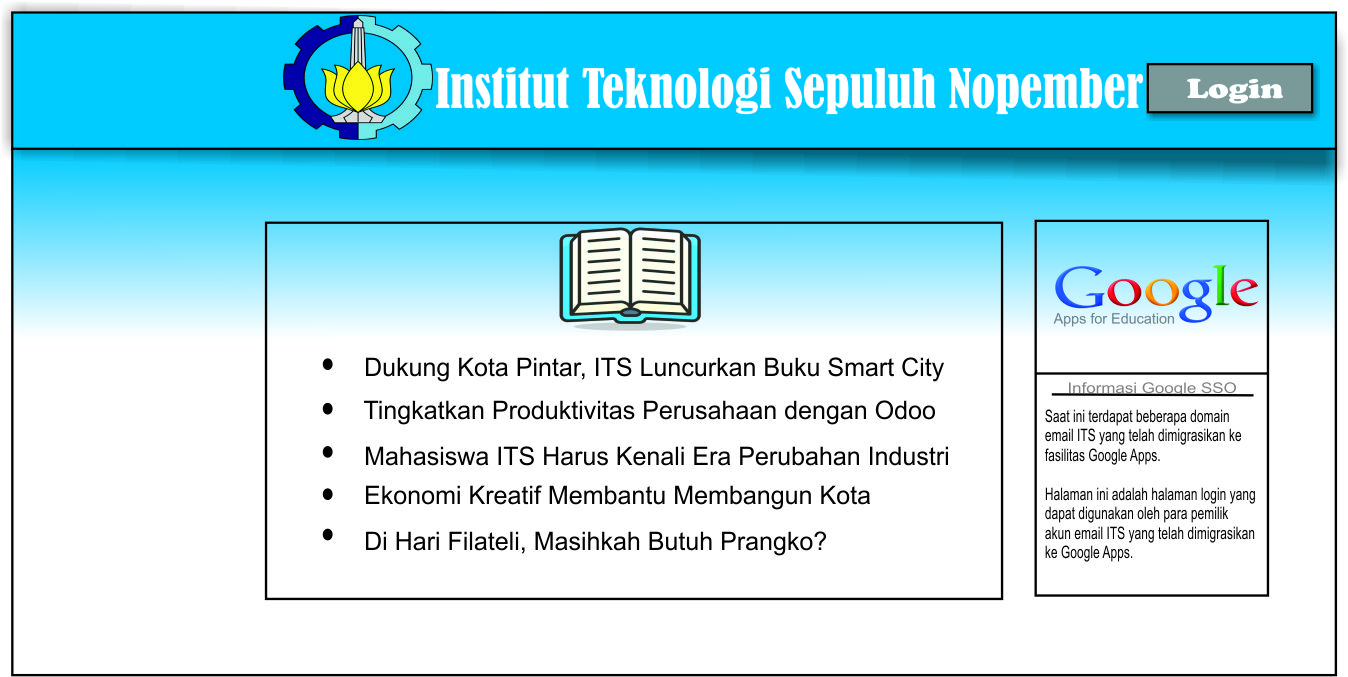 Institut Teknologi Sepuluh Nopember
Login
• Dukung Kota Pintar, ITS Luncurkan Buku Smart City
• Tingkatkan Produktivitas Perusahaan dengan Odoo
• Mahasiswa ITS Harus Kenali Era Perubahan Industri
• Ekonomi Kreatif Membantu Membangun Kota
• Di Hari Filateli, Masihkah Butuh Prangko?
Google
Apps for Education
Informasi Google SSO
Saat ini terdapat beberapa domain
email ITS yang telah dimigrasikan ke
fasilitas Google Apps.
Halaman ini adalah halaman login yang
dapat digunakan oleh para pemilik
akun email ITS yang telah dimigrasikan
ke Google Apps.